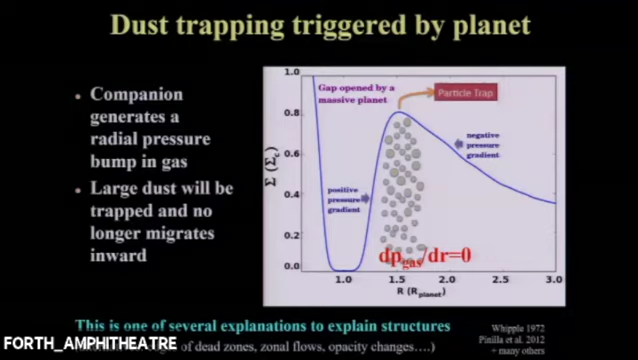 Dust trapping triggered by planet
• Companion
generates a
radial pressure
bump in gas
• Large dust will be
trapped and no
longer migrates
inward
Gap opened by a
massive planet
Particle Trap
negative
pressure
gradient
positive
pressure
gradient
dpgas/dr=0
Σ (Σc)
1.0
0.8
0.6
0.4
0.2
0.0
1.0 1.5 2.0 2.5 3.0
R (Rplanet)
This is one of several explanations to explain structures
of dead zones, zonal flows, opacity changes….)
Whipple 1972
Pinilla et al. 2012
+ many others
FORTH_AMPHITHEATRE